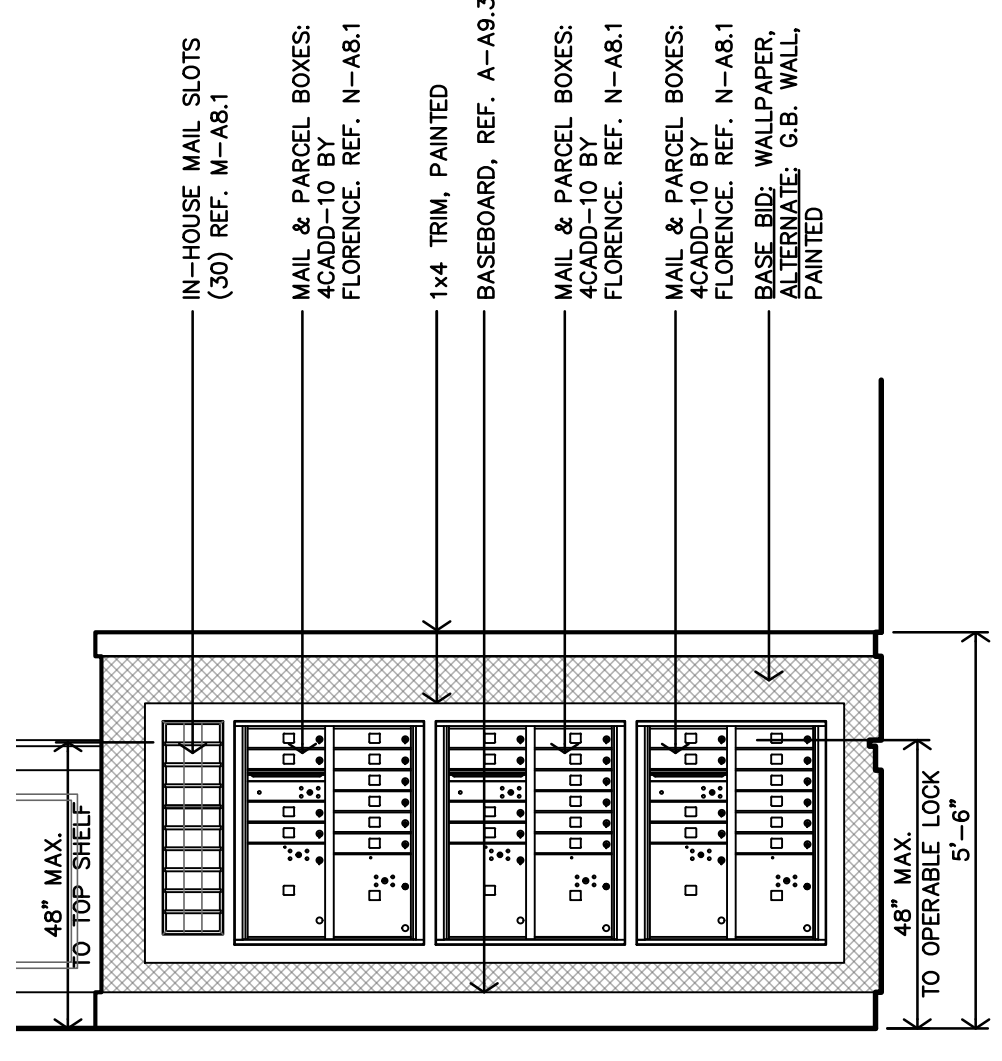 IN-HOUSE MAIL SLOTS
(30) REF. M-A8.1
MAIL & PARCEL BOXES:
4CADD-10 BY
FLORENCE. REF. N-A8.1
1x4 TRIM, PAINTED
BASEBOARD, REF. A-A9.3
MAIL & PARCEL BOXES:
4CADD-10 BY
FLORENCE. REF. N-A8.1
MAIL & PARCEL BOXES:
4CADD-10 BY
FLORENCE. REF. N-A8.1
BASE BID: WALLPAPER,
ALTERNATE: G.B. WALL,
PAINTED
48" MAX.
TO TOP SHELF
48" MAX.
TO OPERABLE LOCK
5'-6"